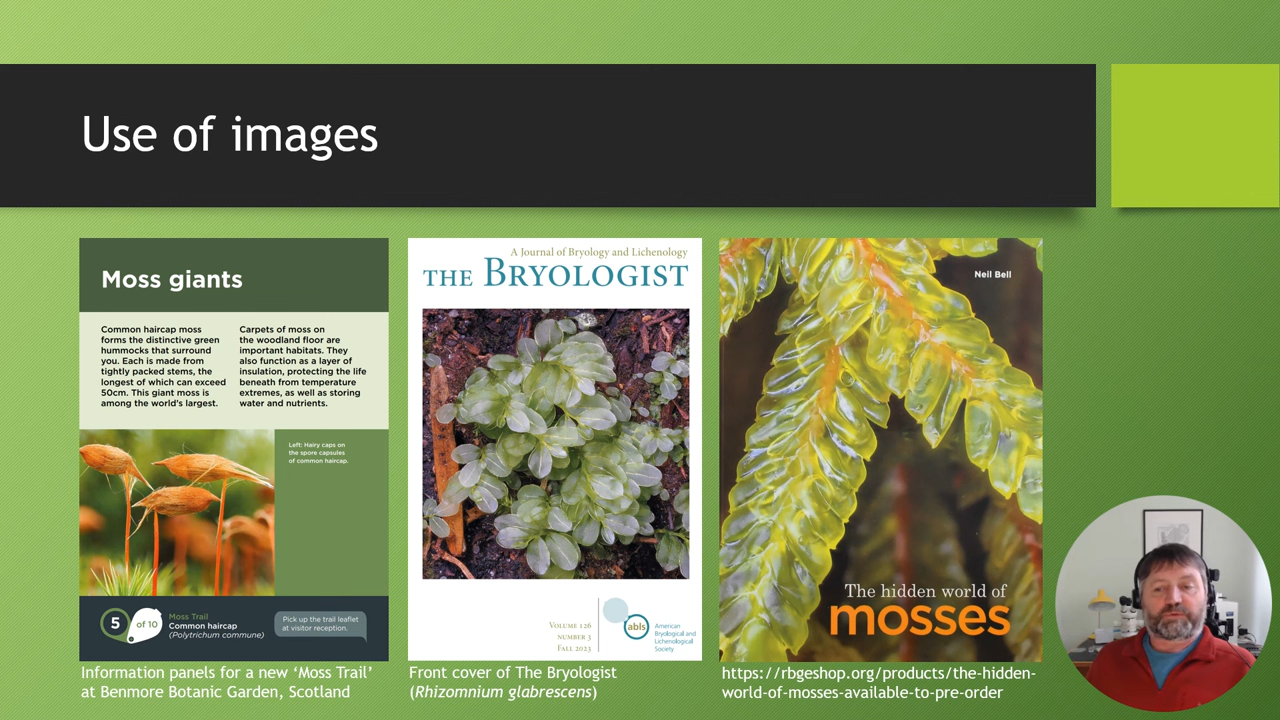 Use of images
Moss giants
Common haircap moss
forms the distinctive green
hummocks that surround
you. Each is made from
tightly packed stems, the
longest of which can exceed
50cm. This giant moss is
among the world's largest.
Carpets of moss on
the woodland floor are
important habitats. They
also function as a layer of
insulation, protecting the life
beneath from temperature
extremes, as well as storing
water and nutrients.
Left: Hairy caps on
the spore capsules
of common haircap.
5 of 10
Moss Trail
Common haircap
(Polytrichum commune)
Pick up the trail leaflet
at visitor reception.
Information panels for a new ‘Moss Trail’
at Benmore Botanic Garden, Scotland
A Journal of Bryology and Lichenology
THE BRYOLOGIST
VOLUME 126
NUMBER 3
FALL 2023
abls
American
Bryological and
Lichenological
Society
Front cover of The Bryologist
(Rhizomnium glabrescens)
Neil Bell
The hidden world of
mosses
https://rbgeshop.org/products/the-hidden-
world-of-mosses-available-to-pre-order